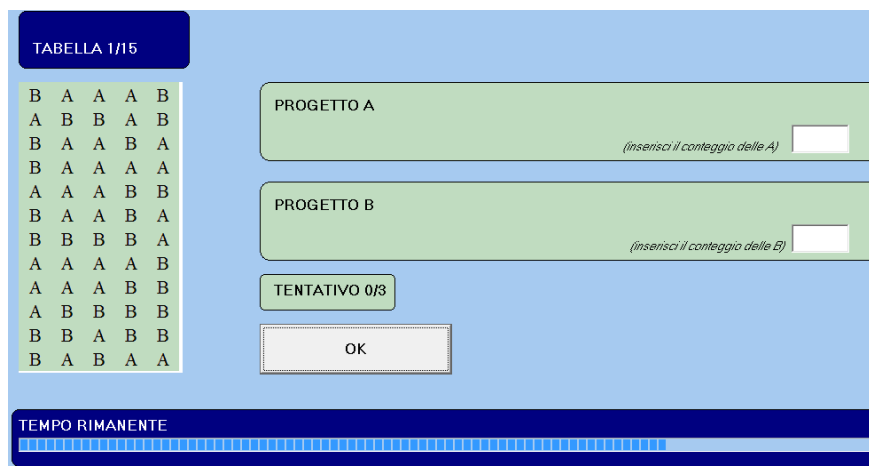 TABELLA 1/15
B A A A B
A B B A B
B A A B A
B A A A A
A A A B B
B A A B A
B B B B A
A A A A B
A A A B B
A B B B B
B B A B B
B A B A A
PROGETTO A
(inserisci il conteggio delle A)
PROGETTO B
(inserisci il conteggio delle B)
TENTATIVO 0/3
OK
TEMPO RIMANENTE